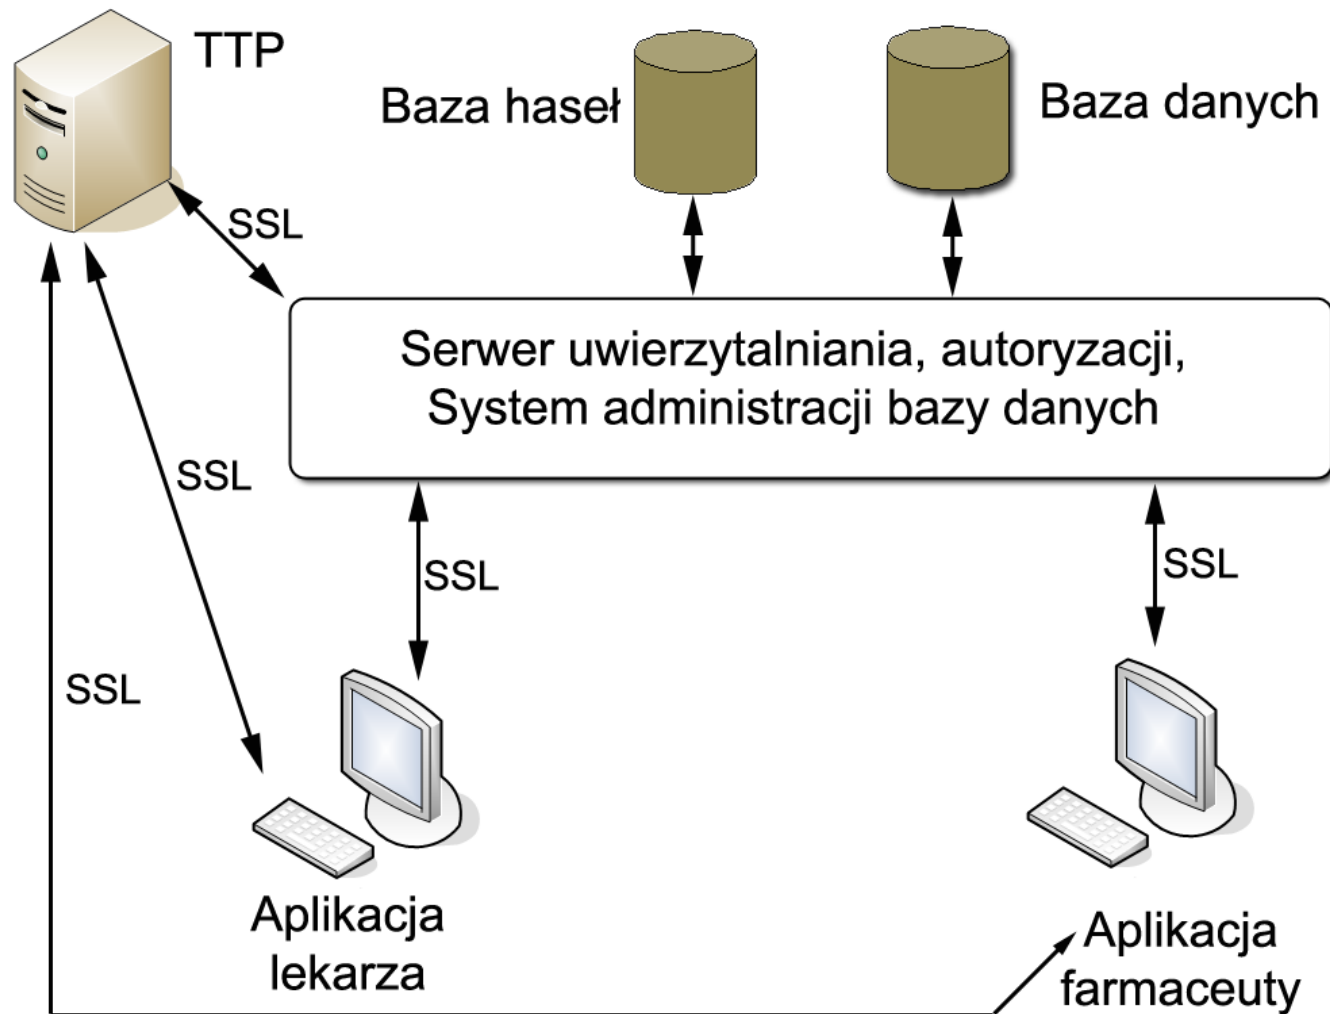 TTP
Baza haseł
Baza danych
SSL
Serwer uwierzytalniania, autoryzacji,
System administracji bazy danych
SSL
SSL
SSL
SSL
Aplikacja
lekarza
Aplikacja
farmaceuty